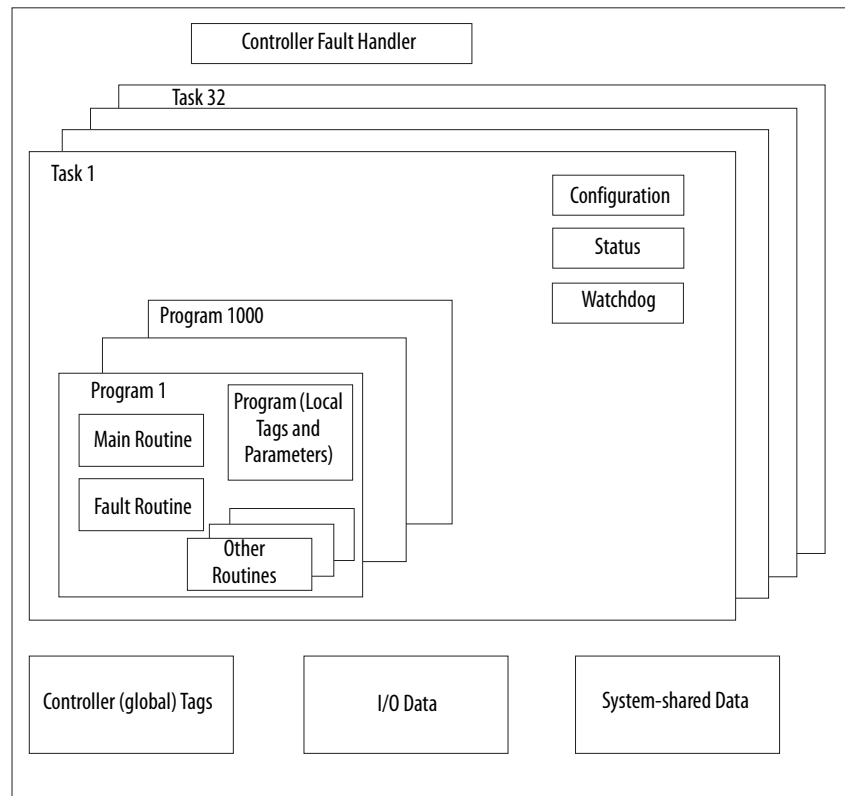 Controller Fault Handler
Task 32
Task 1
Configuration
Status
Watchdog
Program 1000
Program 1
Program (Local
Tags and
Parameters)
Main Routine
Fault Routine
Other
Routines
Controller (global) Tags
I/O Data
System-shared Data